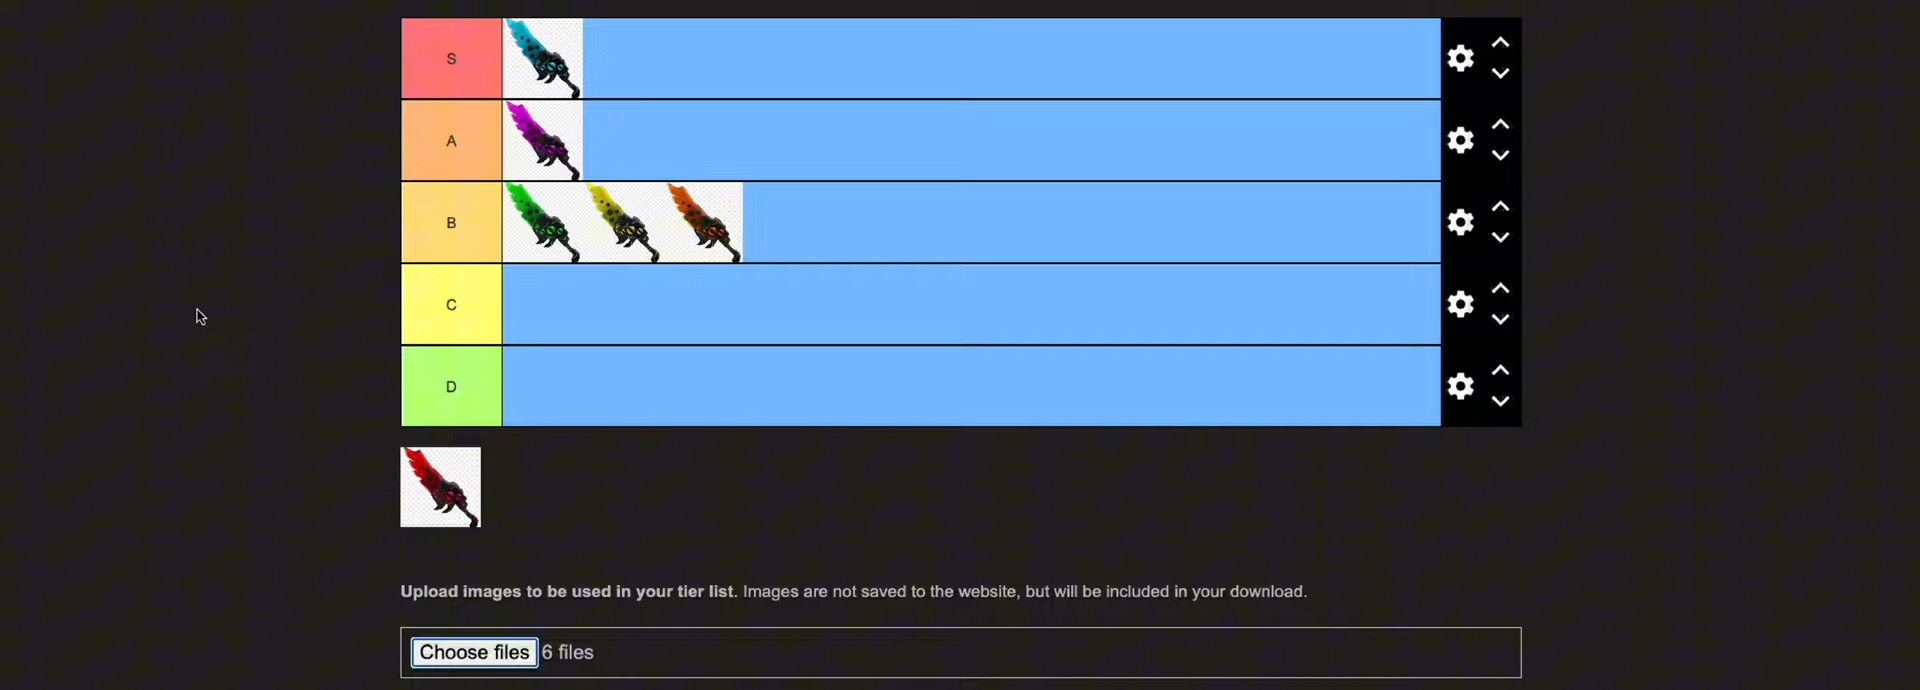 S
A
B
C
D
Upload images to be used in your tier list. Images are not saved to the website, but will be included in your download.
Choose files 6 files